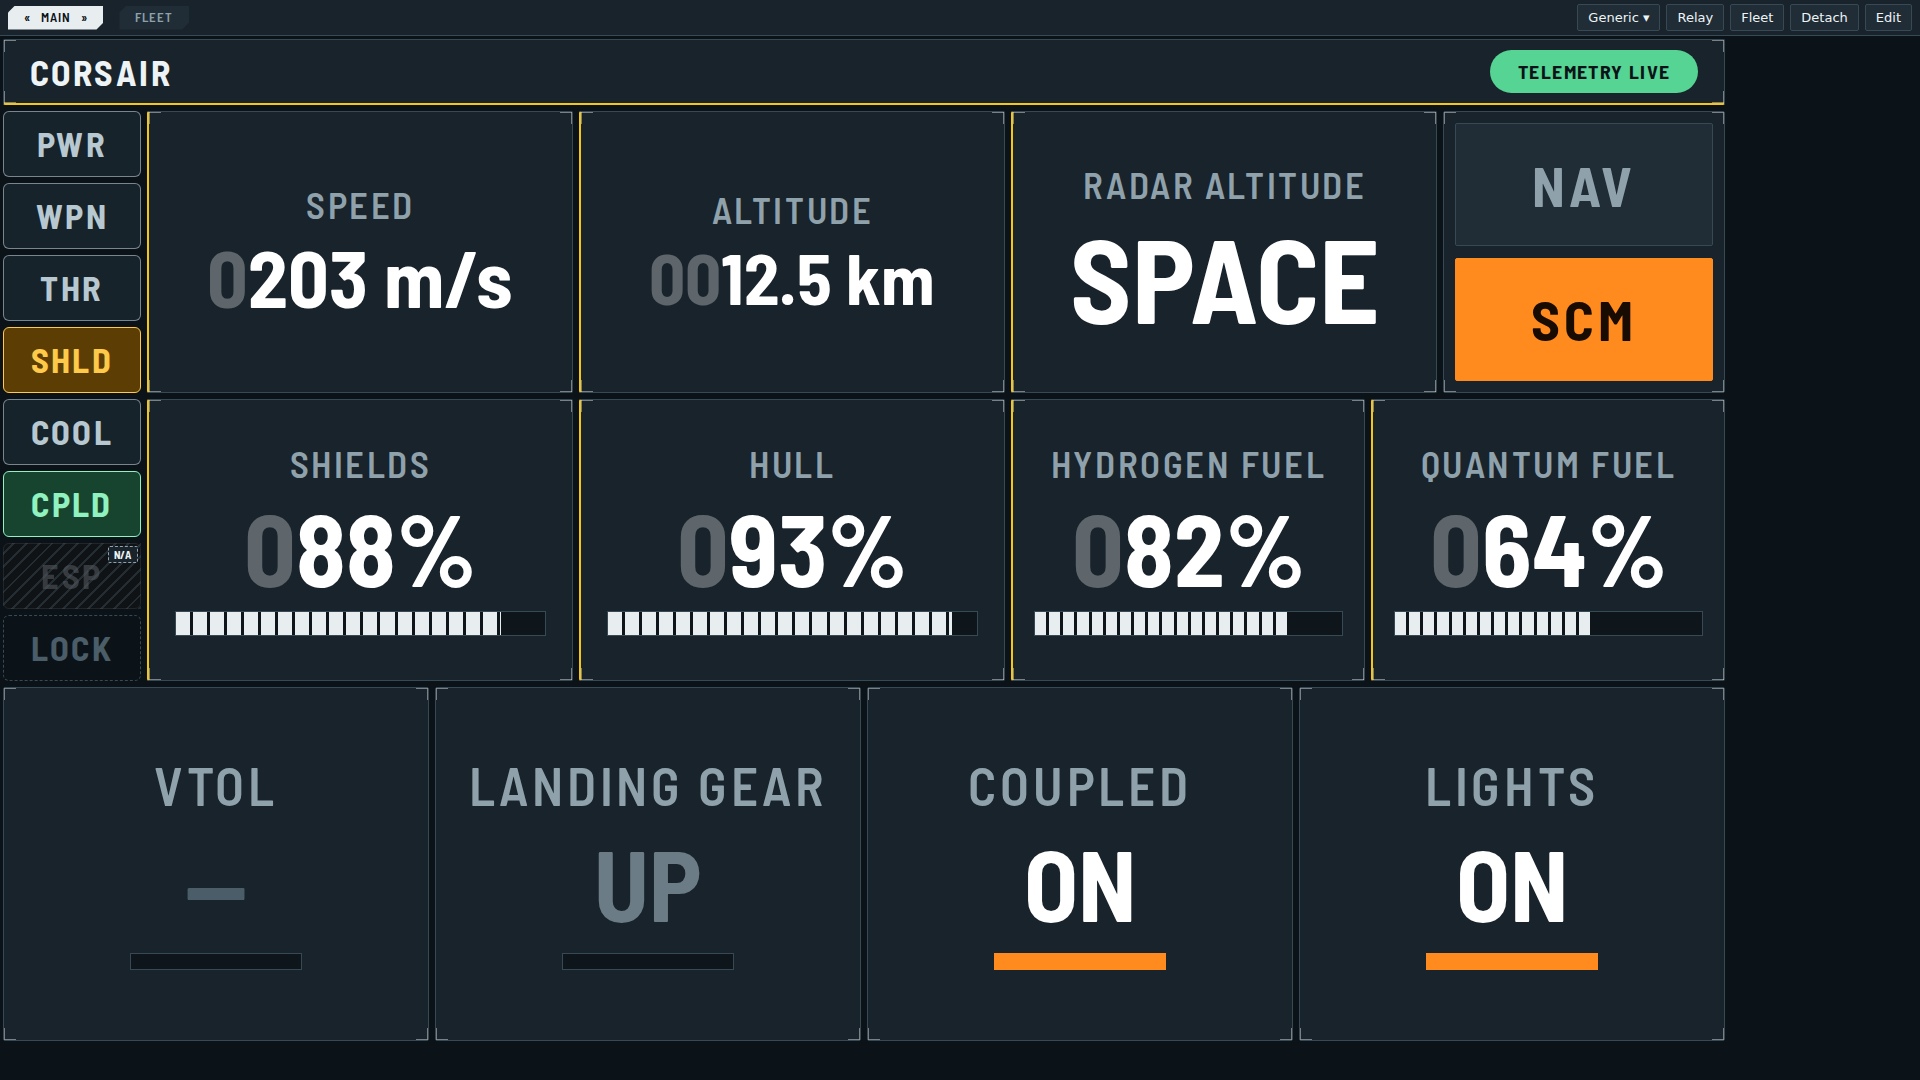 « MAIN »
FLEET
Generic ▾
Relay
Fleet
Detach
Edit
CORSAIR
TELEMETRY LIVE
PWR
WPN
THR
SHLD
COOL
CPLD
N/A
ESP
LOCK
SPEED
0203 m/s
ALTITUDE
0012.5 km
RADAR ALTITUDE
SPACE
NAV
SCM
SHIELDS
088%
HULL
093%
HYDROGEN FUEL
082%
QUANTUM FUEL
064%
VTOL
–
LANDING GEAR
UP
COUPLED
ON
LIGHTS
ON